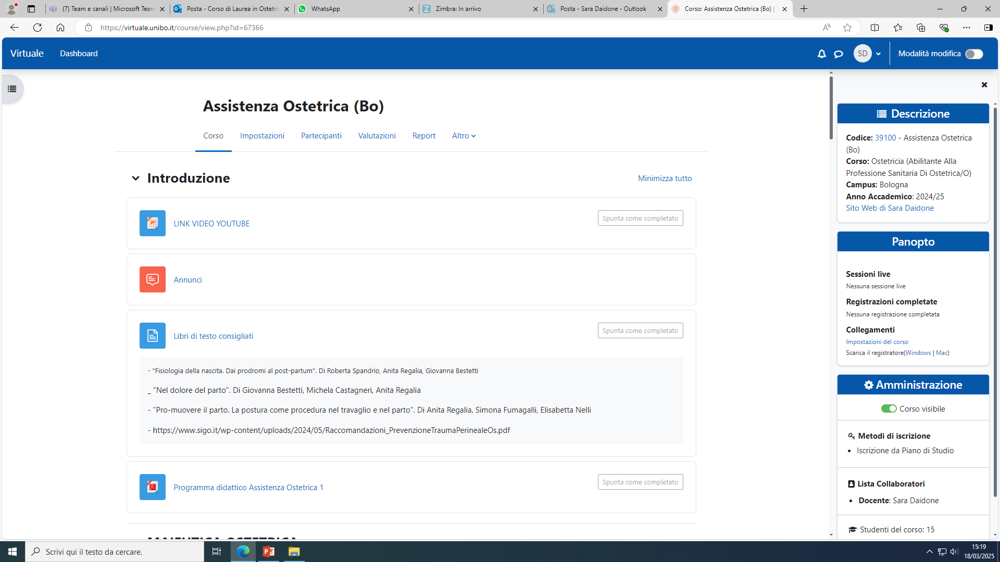 (7) Team e canali | Microsoft Team
Posta - Corso di Laurea in Ostetric
WhatsApp
Zimbra: In arrivo
Posta - Sara Daidone - Outlook
Corso: Assistenza Ostetrica (Bo) |
https://virtuale.unibo.it/course/view.php?id=67366
Virtuale
Dashboard
SD
Modalità modifica
Assistenza Ostetrica (Bo)
Corso
Impostazioni
Partecipanti
Valutazioni
Report
Altro
Introduzione
Minimizza tutto
LINK VIDEO YOUTUBE
Spunta come completato
Annunci
Libri di testo consigliati
Spunta come completato
- "Fisiologia della nascita. Dai prodromi al post-partum". Di Roberta Spandrio, Anita Regalia, Giovanna Bestetti
_ "Nel dolore del parto". Di Giovanna Bestetti, Michela Castagneri, Anita Regalia
- "Pro-muovere il parto. La postura come procedura nel travaglio e nel parto". Di Anita Regalia, Simona Fumagalli, Elisabetta Nelli
- https://www.sigo.it/wp-content/uploads/2024/05/Raccomandazioni_PrevenzioneTraumaPerinealeOs.pdf
Programma didattico Assistenza Ostetrica 1
Spunta come completato
MAIEUTICA OSTETRICA
Descrizione
Codice: 39100 - Assistenza Ostetrica
(Bo)
Corso: Ostetricia (Abilitante Alla
Professione Sanitaria Di Ostetrica/O)
Campus: Bologna
Anno Accademico: 2024/25
Sito Web di Sara Daidone
Panopto
Sessioni live
Nessuna sessione live
Registrazioni completate
Nessuna registrazione completata
Collegamenti
Impostazioni del corso
Scarica il registratore(Windows | Mac)
Amministrazione
Corso visibile
Metodi di iscrizione
• Iscrizione da Piano di Studio
Lista Collaboratori
• Docente: Sara Daidone
Studenti del corso: 15
Scrivi qui il testo da cercare.
15:19
18/03/2025